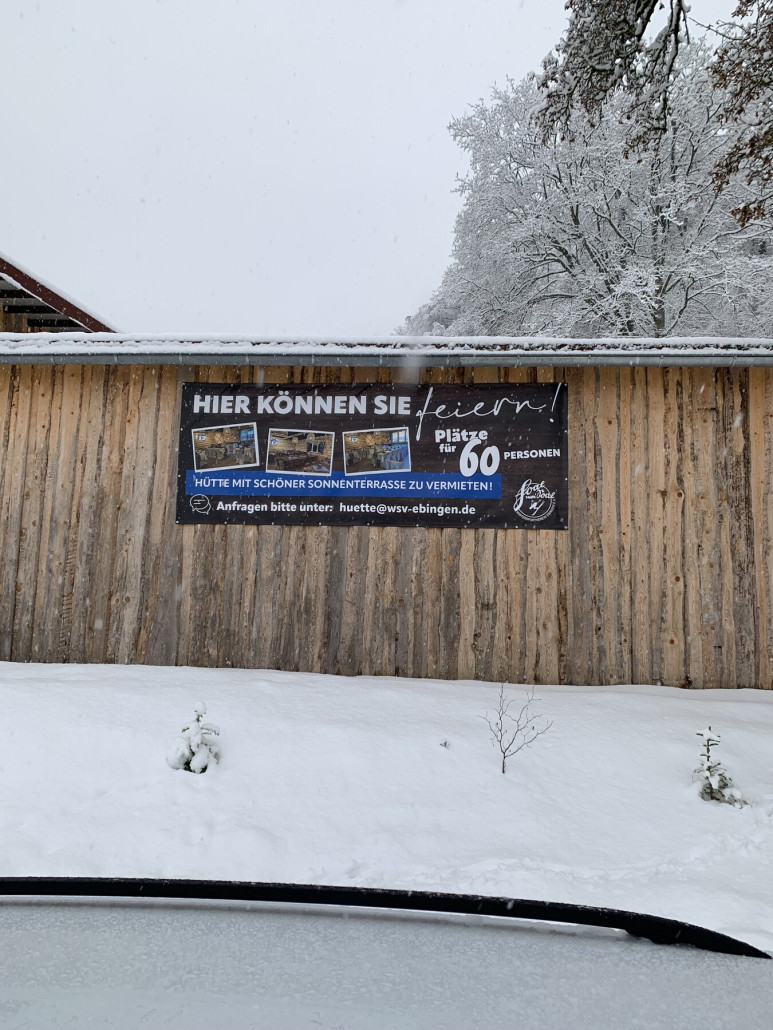 HIER KÖNNEN SIE feiern!
Plätze
für 60 PERSONEN
HÜTTE MIT SCHÖNER SONNENTERRASSE ZU VERMIETEN!
Anfragen bitte unter: huette@wsv-ebingen.de